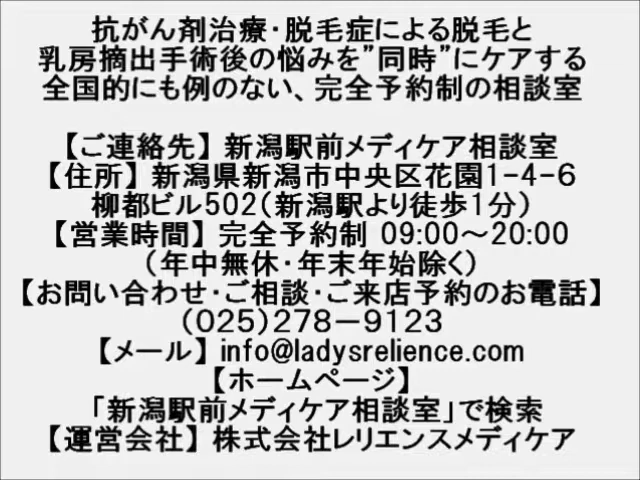 抗がん剤治療・脱毛症による脱毛と
乳房摘出手術後の悩みを”同時”にケアする
全国的にも例のない、完全予約制の相談室
【ご連絡先】新潟駅前メディケア相談室
【住所】新潟県新潟市中央区花園1-4-6
柳都ビル502(新潟駅より徒歩1分)
【営業時間】完全予約制 09:00～20:00
(年中無休・年末年始除く)
【お問い合わせ・ご相談・ご来店予約のお電話】
(025)278－9123
【メール】info@ladysrelience.com
【ホームページ】
「新潟駅前メディケア相談室」で検索
【運営会社】株式会社レリエンスメディケア